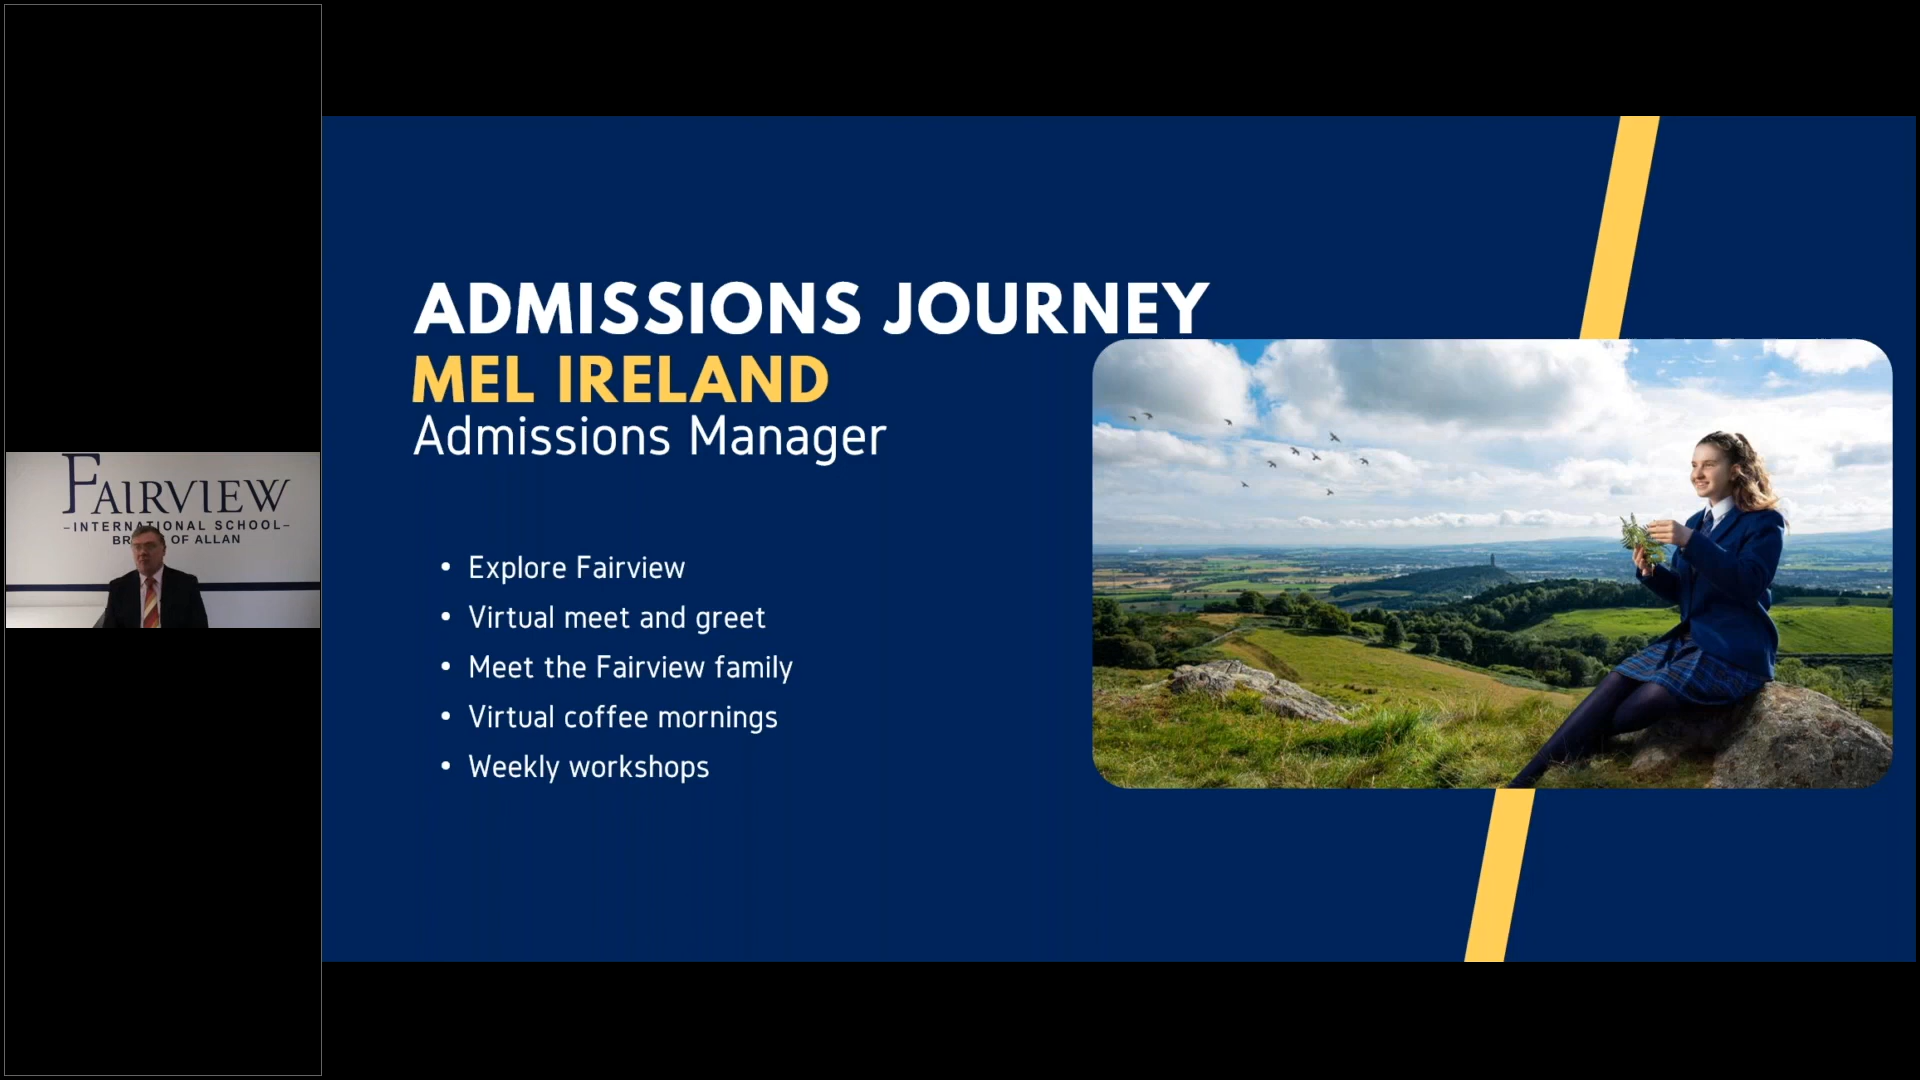 FAIRVIEW
–INTERNATIONAL SCHOOL–
OF ALLAN
ADMISSIONS JOURNEY
MEL IRELAND
Admissions Manager
• Explore Fairview
• Virtual meet and greet
• Meet the Fairview family
• Virtual coffee mornings
• Weekly workshops